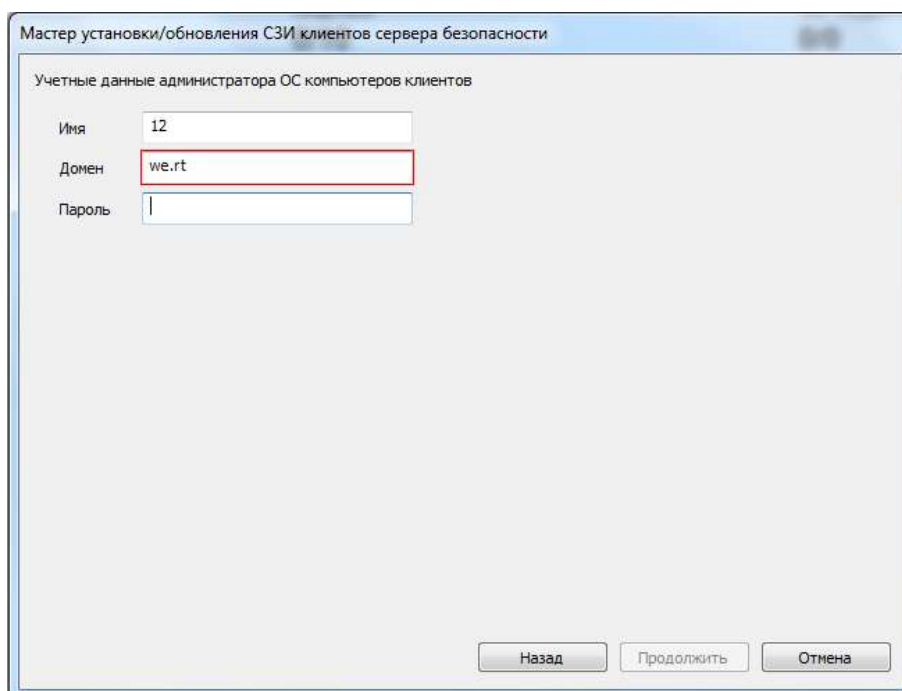 Мастер установки/обновления СЗИ клиентов сервера безопасности
Учетные данные администратора ОС компьютеров клиентов
Имя 12
Домен we.rt
Пароль
Назад Продолжить Отмена